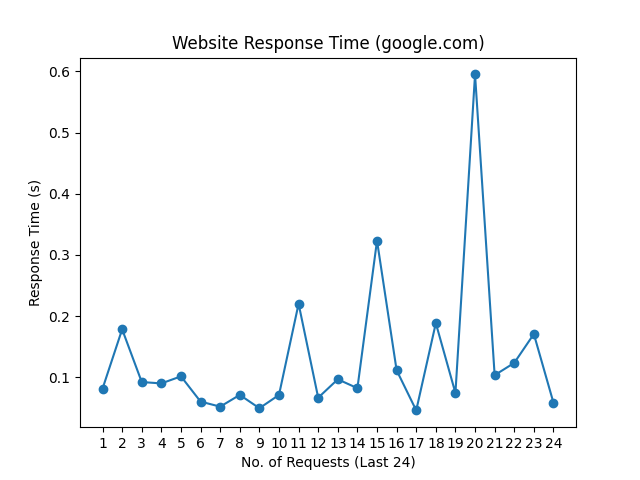 Website Response Time (google.com)
0.6
0.5
0.4
0.3
0.2
0.1
Response Time (s)
1 2 3 4 5 6 7 8 9 10 11 12 13 14 15 16 17 18 19 20 21 22 23 24
No. of Requests (Last 24)